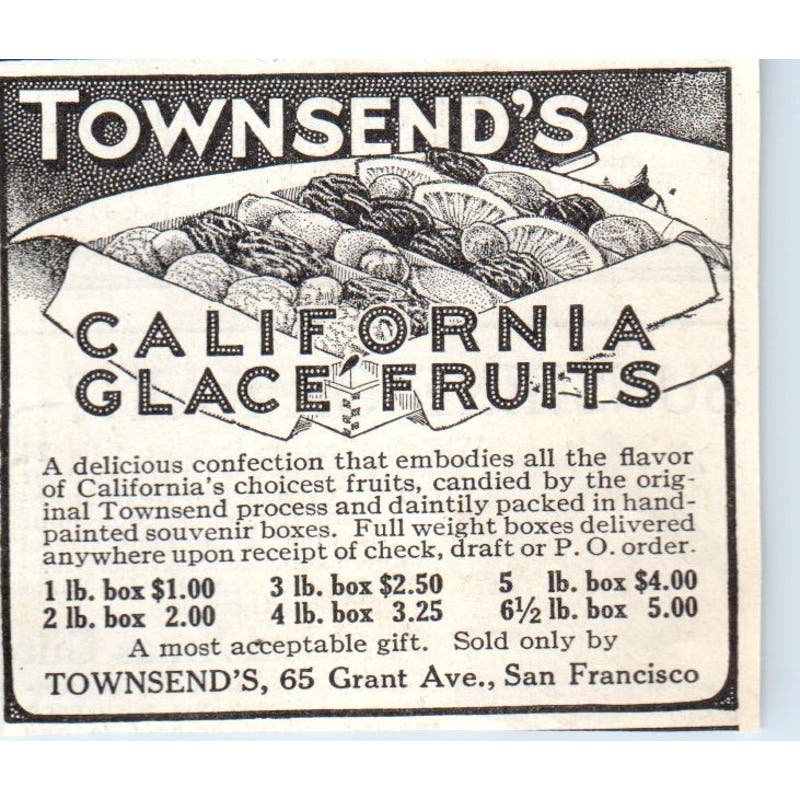 TOWNSEND'S
CALIFORNIA
GLACÉ FRUITS
A delicious confection that embodies all the flavor
of California's choicest fruits, candied by the orig-
inal Townsend process and daintily packed in hand-
painted souvenir boxes. Full weight boxes delivered
anywhere upon receipt of check, draft or P. O. order.
1 lb. box $1.00 3 lb. box $2.50 5 lb. box $4.00
2 lb. box 2.00 4 lb. box 3.25 6½ lb. box 5.00
A most acceptable gift. Sold only by
TOWNSEND'S, 65 Grant Ave., San Francisco